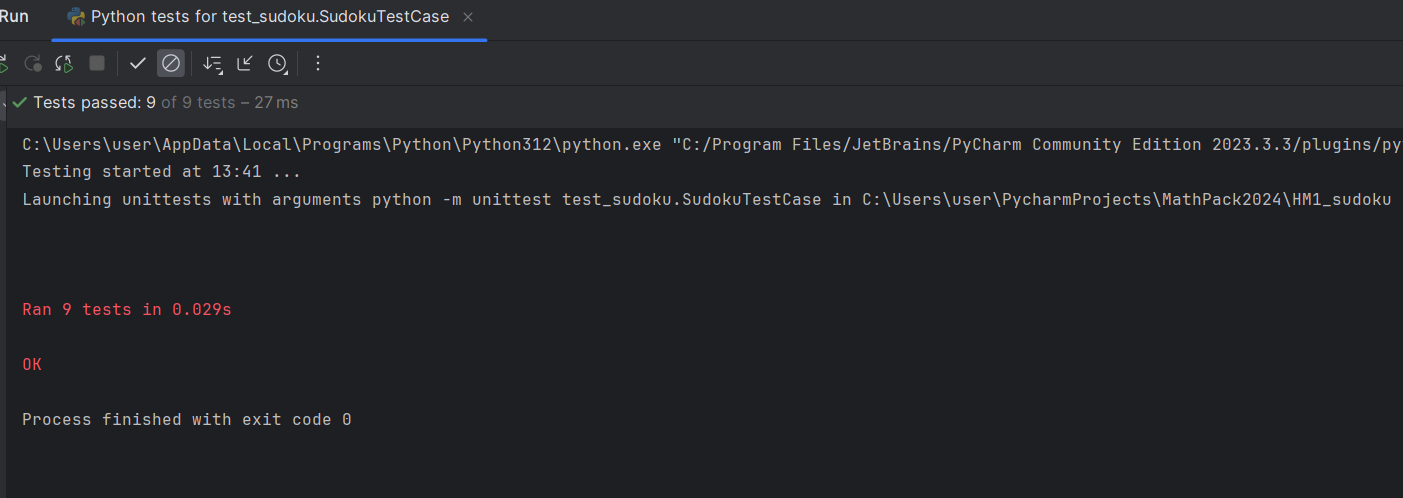 Run Python tests for test_sudoku.SudokuTestCase
Tests passed: 9 of 9 tests – 27 ms
C:\Users\user\AppData\Local\Programs\Python\Python312\python.exe "C:/Program Files/JetBrains/PyCharm Community Edition 2023.3.3/plugins/py
Testing started at 13:41 ...
Launching unittests with arguments python -m unittest test_sudoku.SudokuTestCase in C:\Users\user\PycharmProjects\MathPack2024\HM1_sudoku
Ran 9 tests in 0.029s
OK
Process finished with exit code 0